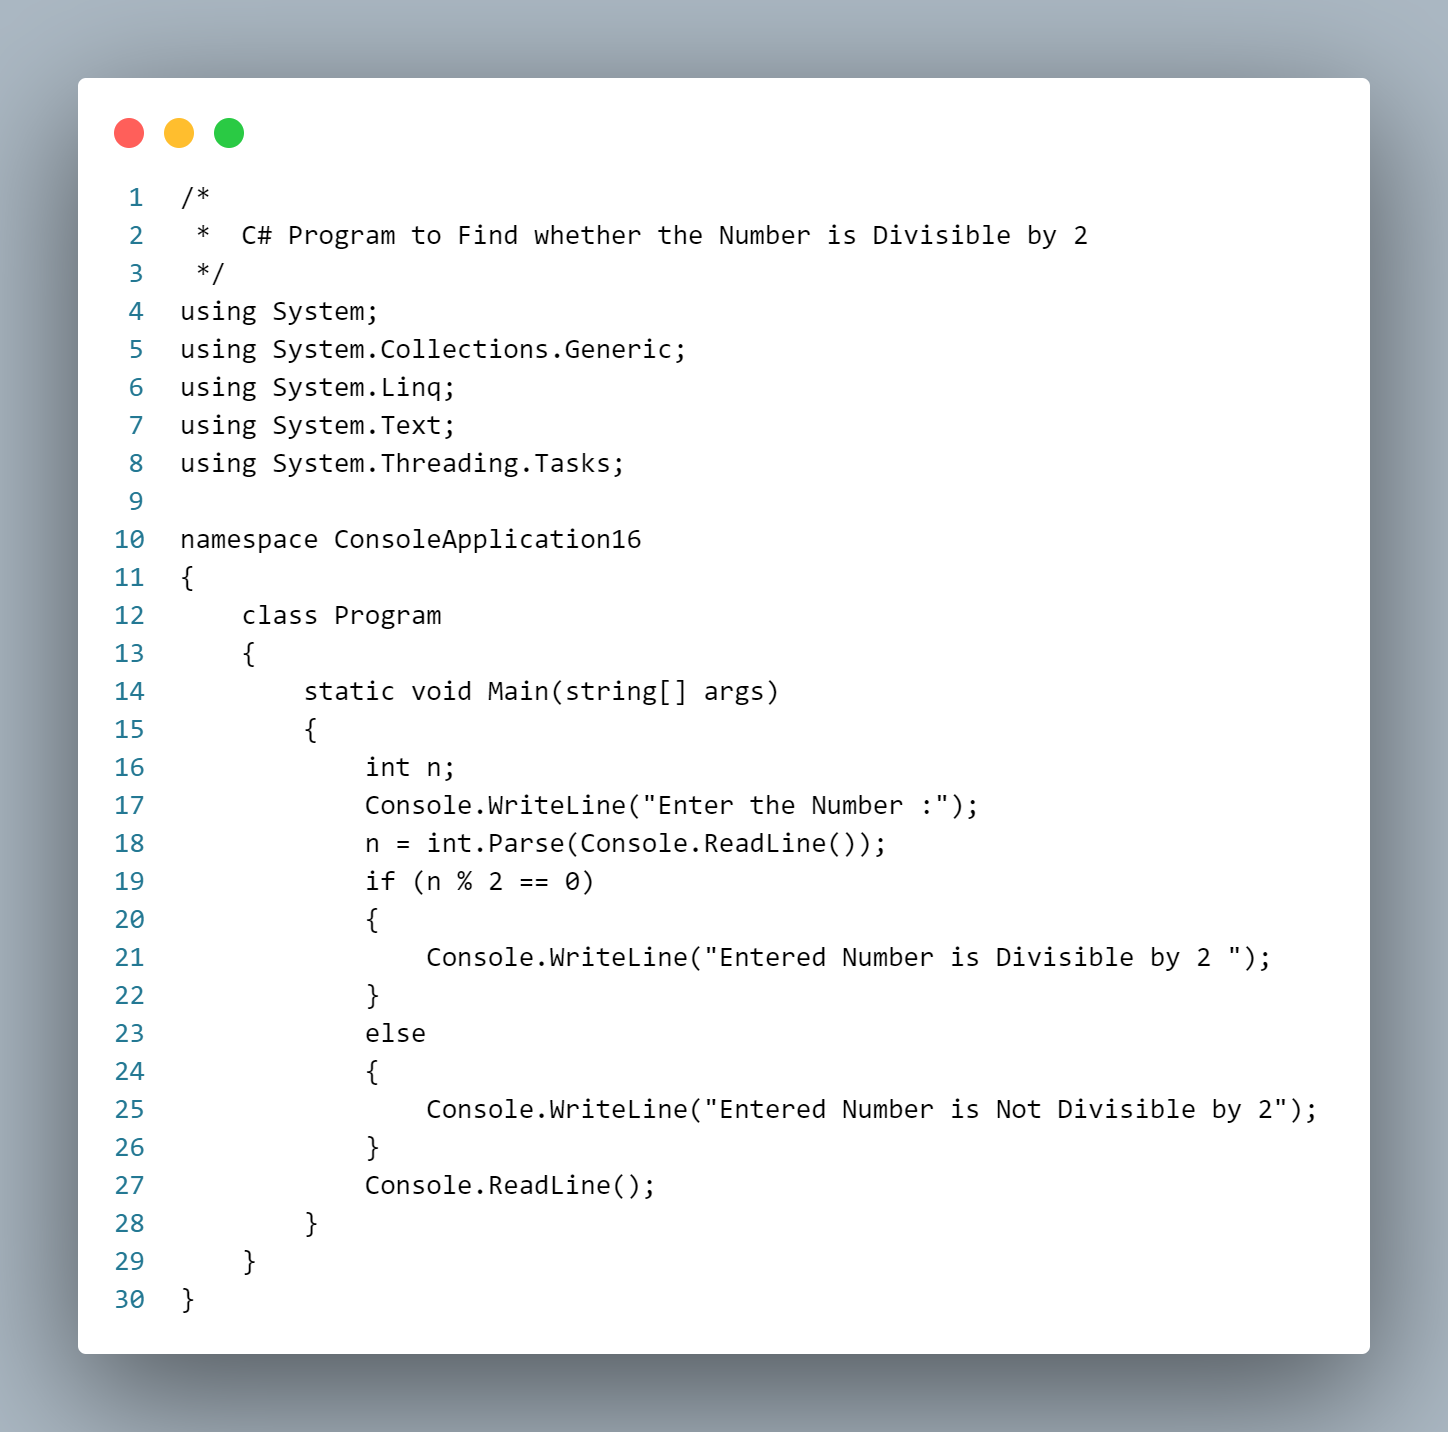 1 /*
2  *  C# Program to Find whether the Number is Divisible by 2
3  */
4 using System;
5 using System.Collections.Generic;
6 using System.Linq;
7 using System.Text;
8 using System.Threading.Tasks;
9
10 namespace ConsoleApplication16
11 {
12     class Program
13     {
14         static void Main(string[] args)
15         {
16             int n;
17             Console.WriteLine("Enter the Number :");
18             n = int.Parse(Console.ReadLine());
19             if (n % 2 == 0)
20             {
21                 Console.WriteLine("Entered Number is Divisible by 2 ");
22             }
23             else
24             {
25                 Console.WriteLine("Entered Number is Not Divisible by 2");
26             }
27             Console.ReadLine();
28         }
29     }
30 }